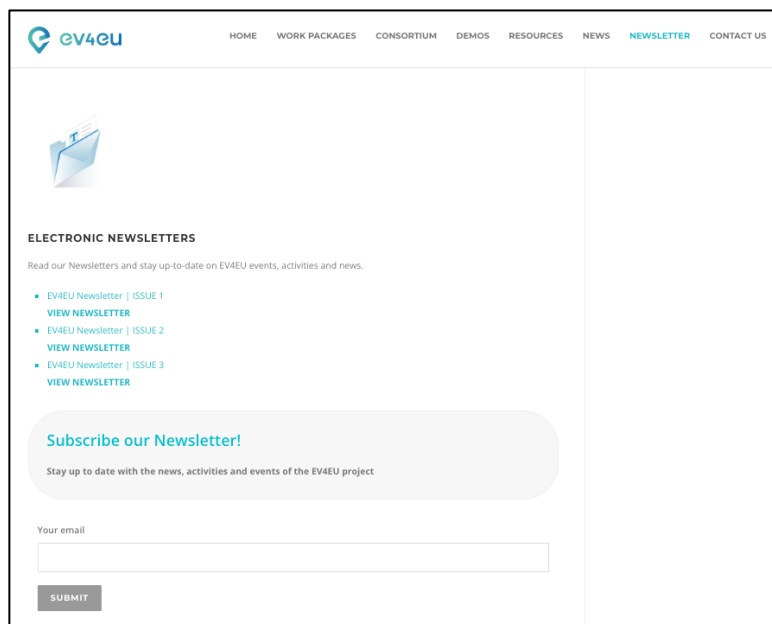 ev4eu
HOME WORK PACKAGES CONSORTIUM DEMOS RESOURCES NEWS NEWSLETTER CONTACT US
T
ELECTRONIC NEWSLETTERS
Read our Newsletters and stay up-to-date on EV4EU events, activities and news.
EV4EU Newsletter | ISSUE 1
VIEW NEWSLETTER
EV4EU Newsletter | ISSUE 2
VIEW NEWSLETTER
EV4EU Newsletter | ISSUE 3
VIEW NEWSLETTER
Subscribe our Newsletter!
Stay up to date with the news, activities and events of the EV4EU project
Your email
SUBMIT